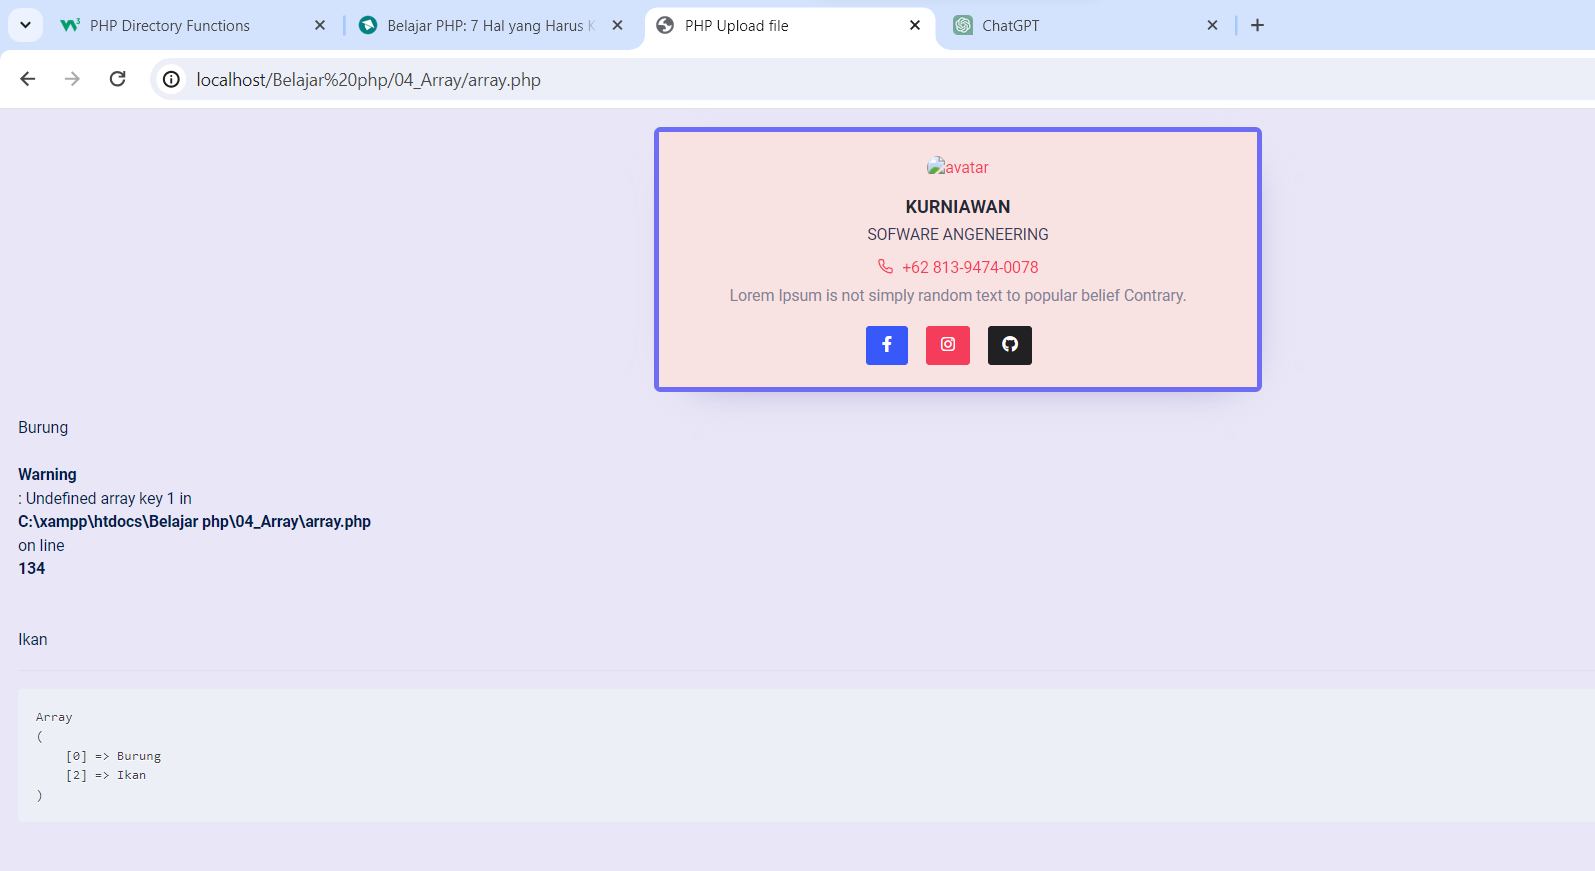 PHP Directory Functions
Belajar PHP: 7 Hal yang Harus K
PHP Upload file
ChatGPT
localhost/Belajar%20php/04_Array/array.php
avatar
KURNIAWAN
SOFWARE ANGENEERING
+62 813-9474-0078
Lorem Ipsum is not simply random text to popular belief Contrary.
Burung
Warning
: Undefined array key 1 in
C:\xampp\htdocs\Belajar php\04_Array\array.php
on line
134
Ikan
Array
(
    [0] => Burung
    [2] => Ikan
)